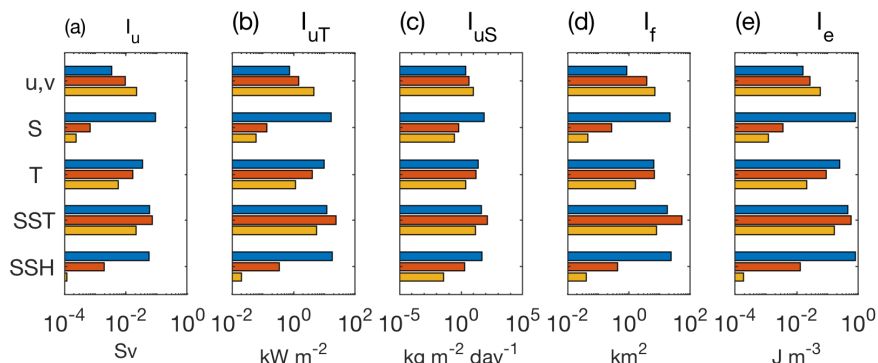 (a) I_u
(b) I_uT
(c) I_uS
(d) I_f
(e) I_e
u,v
S
T
SST
SSH
10^-4 10^-2 10^0
10^-2 10^0 10^2
10^-5 10^0 10^5
10^-2 10^0 10^2
10^-4 10^-2 10^0
Sv
kW m^-2
kg m^-2 day^-1
km^2
J m^-3